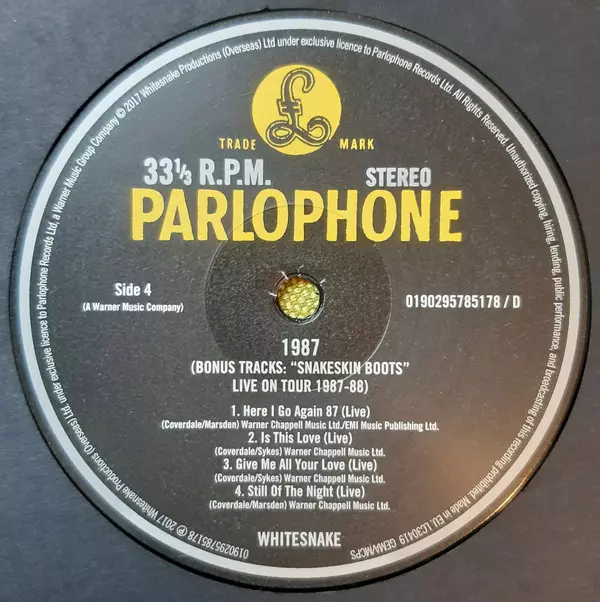 © 2017 Whitesnake Productions (Overseas) Ltd under exclusive licence to Parlophone Records Ltd. All Rights Reserved. Unauthorized copying, hiring, lending, public performance, and broadcasting of this recording prohibited. Made in EU. LC30419 GEMA/MCPS
0190295785178 ℗ 2017 Whitesnake Productions (Overseas) Ltd. under exclusive licence to Parlophone Records Ltd, a Warner Music Group Company
£
TRADE MARK
33⅓ R.P.M. STEREO
PARLOPHONE
Side 4
(A Warner Music Company)
0190295785178 / D
1987
(BONUS TRACKS: “SNAKESKIN BOOTS”
LIVE ON TOUR 1987-88)
1. Here I Go Again 87 (Live)
(Coverdale/Marsden) Warner Chappell Music Ltd./EMI Music Publishing Ltd.
2. Is This Love (Live)
(Coverdale/Sykes) Warner Chappell Music Ltd.
3. Give Me All Your Love (Live)
(Coverdale/Sykes) Warner Chappell Music Ltd.
4. Still Of The Night (Live)
(Coverdale/Marsden) Warner Chappell Music Ltd.
WHITESNAKE